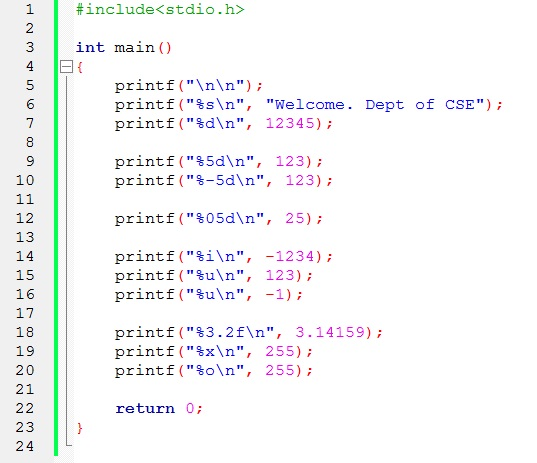 1 #include<stdio.h>
2
3 int main()
4 {
5 printf("\n\n");
6 printf("%s\n", "Welcome. Dept of CSE");
7 printf("%d\n", 12345);
8
9 printf("%5d\n", 123);
10 printf("%-5d\n", 123);
11
12 printf("%05d\n", 25);
13
14 printf("%i\n", -1234);
15 printf("%u\n", 123);
16 printf("%u\n", -1);
17
18 printf("%3.2f\n", 3.14159);
19 printf("%x\n", 255);
20 printf("%o\n", 255);
21
22 return 0;
23 }
24